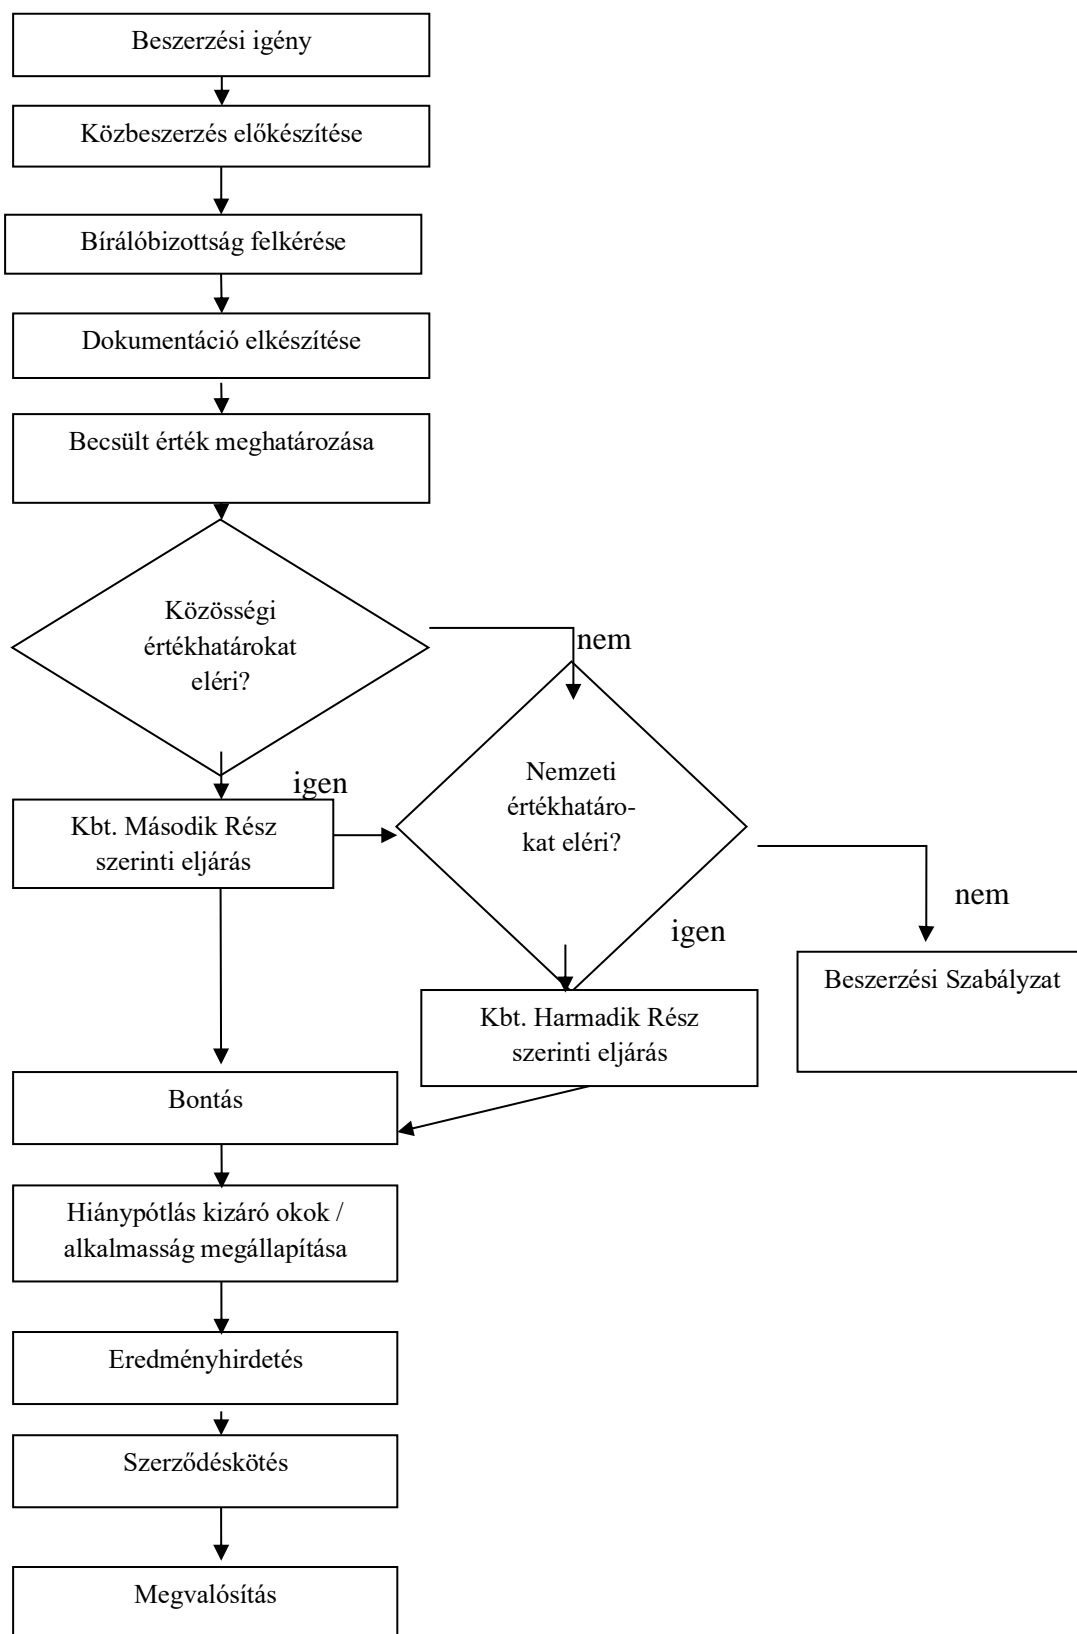 Beszerzési igény
Közbeszerzés előkészítése
Bírálóbizottság felkérése
Dokumentáció elkészítése
Becsült érték meghatározása
Közösségi
értékhatárokat
eléri?
nem
igen
Nemzeti
értékhatáro-
kat eléri?
Kbt. Második Rész
szerinti eljárás
nem
igen
Beszerzési Szabályzat
Kbt. Harmadik Rész
szerinti eljárás
Bontás
Hiánypótlás kizáró okok /
alkalmasság megállapítása
Eredményhirdetés
Szerződéskötés
Megvalósítás